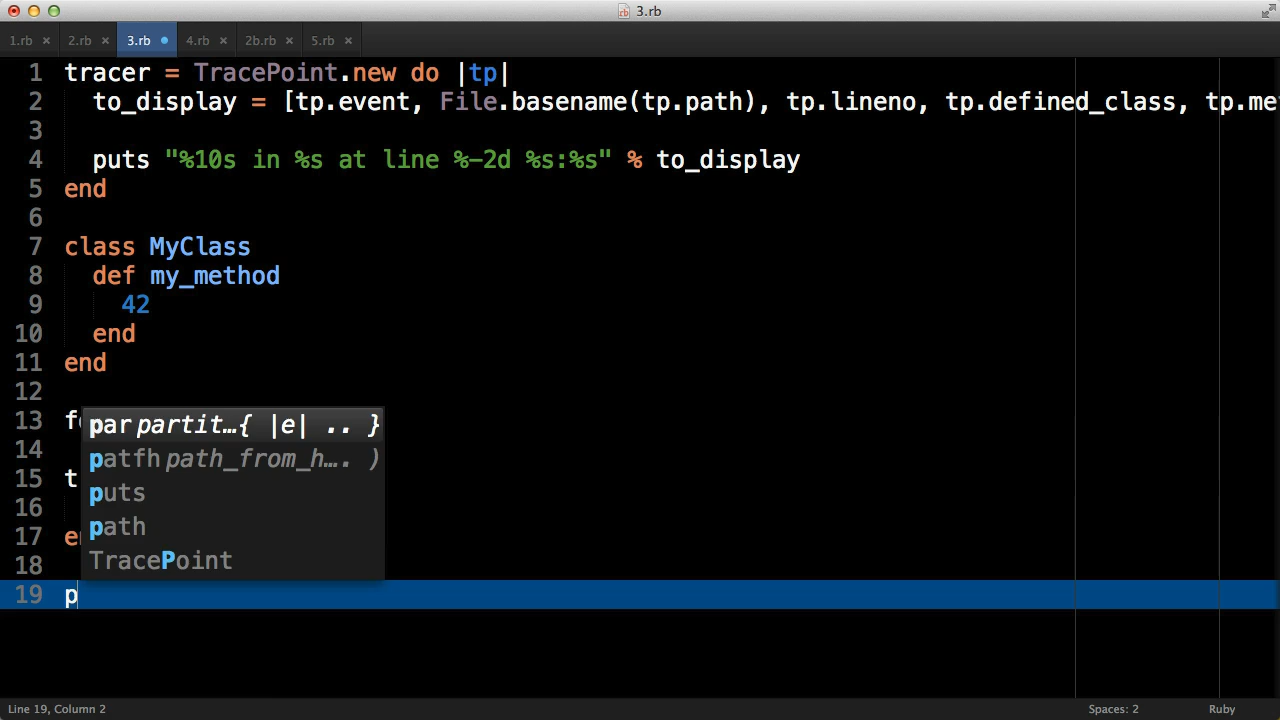 3.rb
1.rb × 2.rb × 3.rb 4.rb × 2b.rb × 5.rb ×
1 tracer = TracePoint.new do |tp|
2 to_display = [tp.event, File.basename(tp.path), tp.lineno, tp.defined_class, tp.me
3
4 puts "%10s in %s at line %-2d %s:%s" % to_display
5 end
6
7 class MyClass
8 def my_method
9 42
10 end
11 end
12
13 f
par partit…{ |e| .. }
14
patfh path_from_h…. )
15 t
puts
16
17 e
path
18
TracePoint
19 p
Line 19, Column 2 Spaces: 2 Ruby